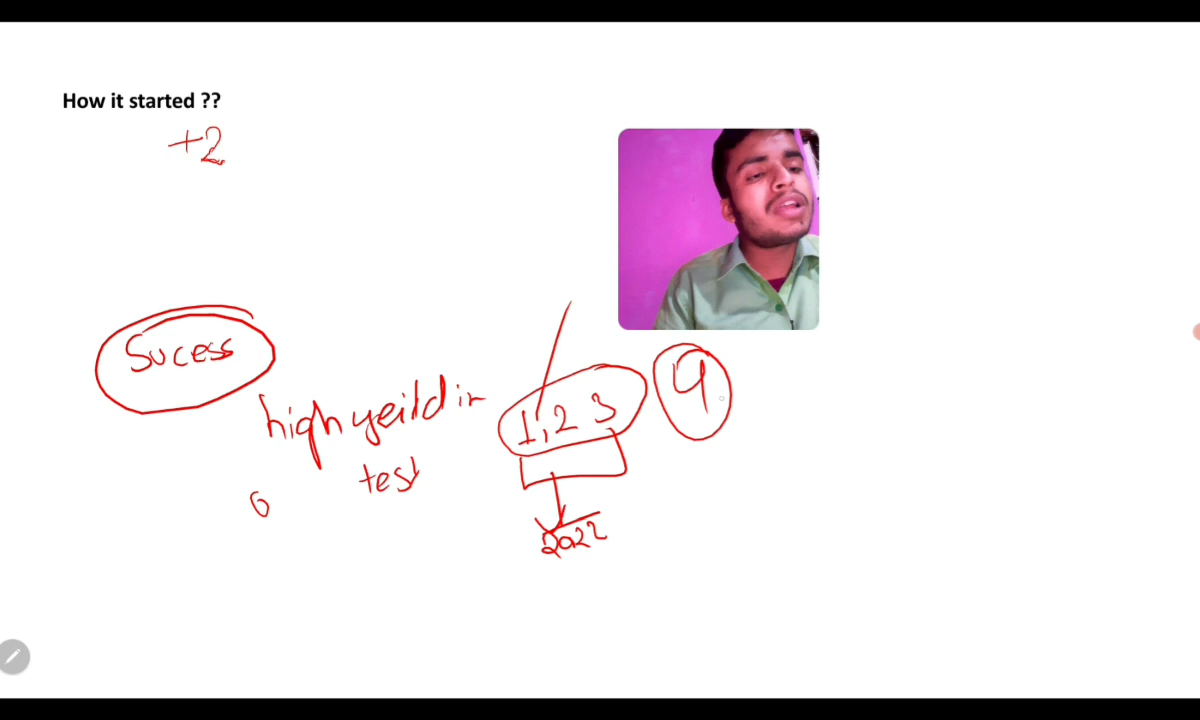 How it started ??
+2
Sucess
high yeild in 1,2 3 9
test
2022